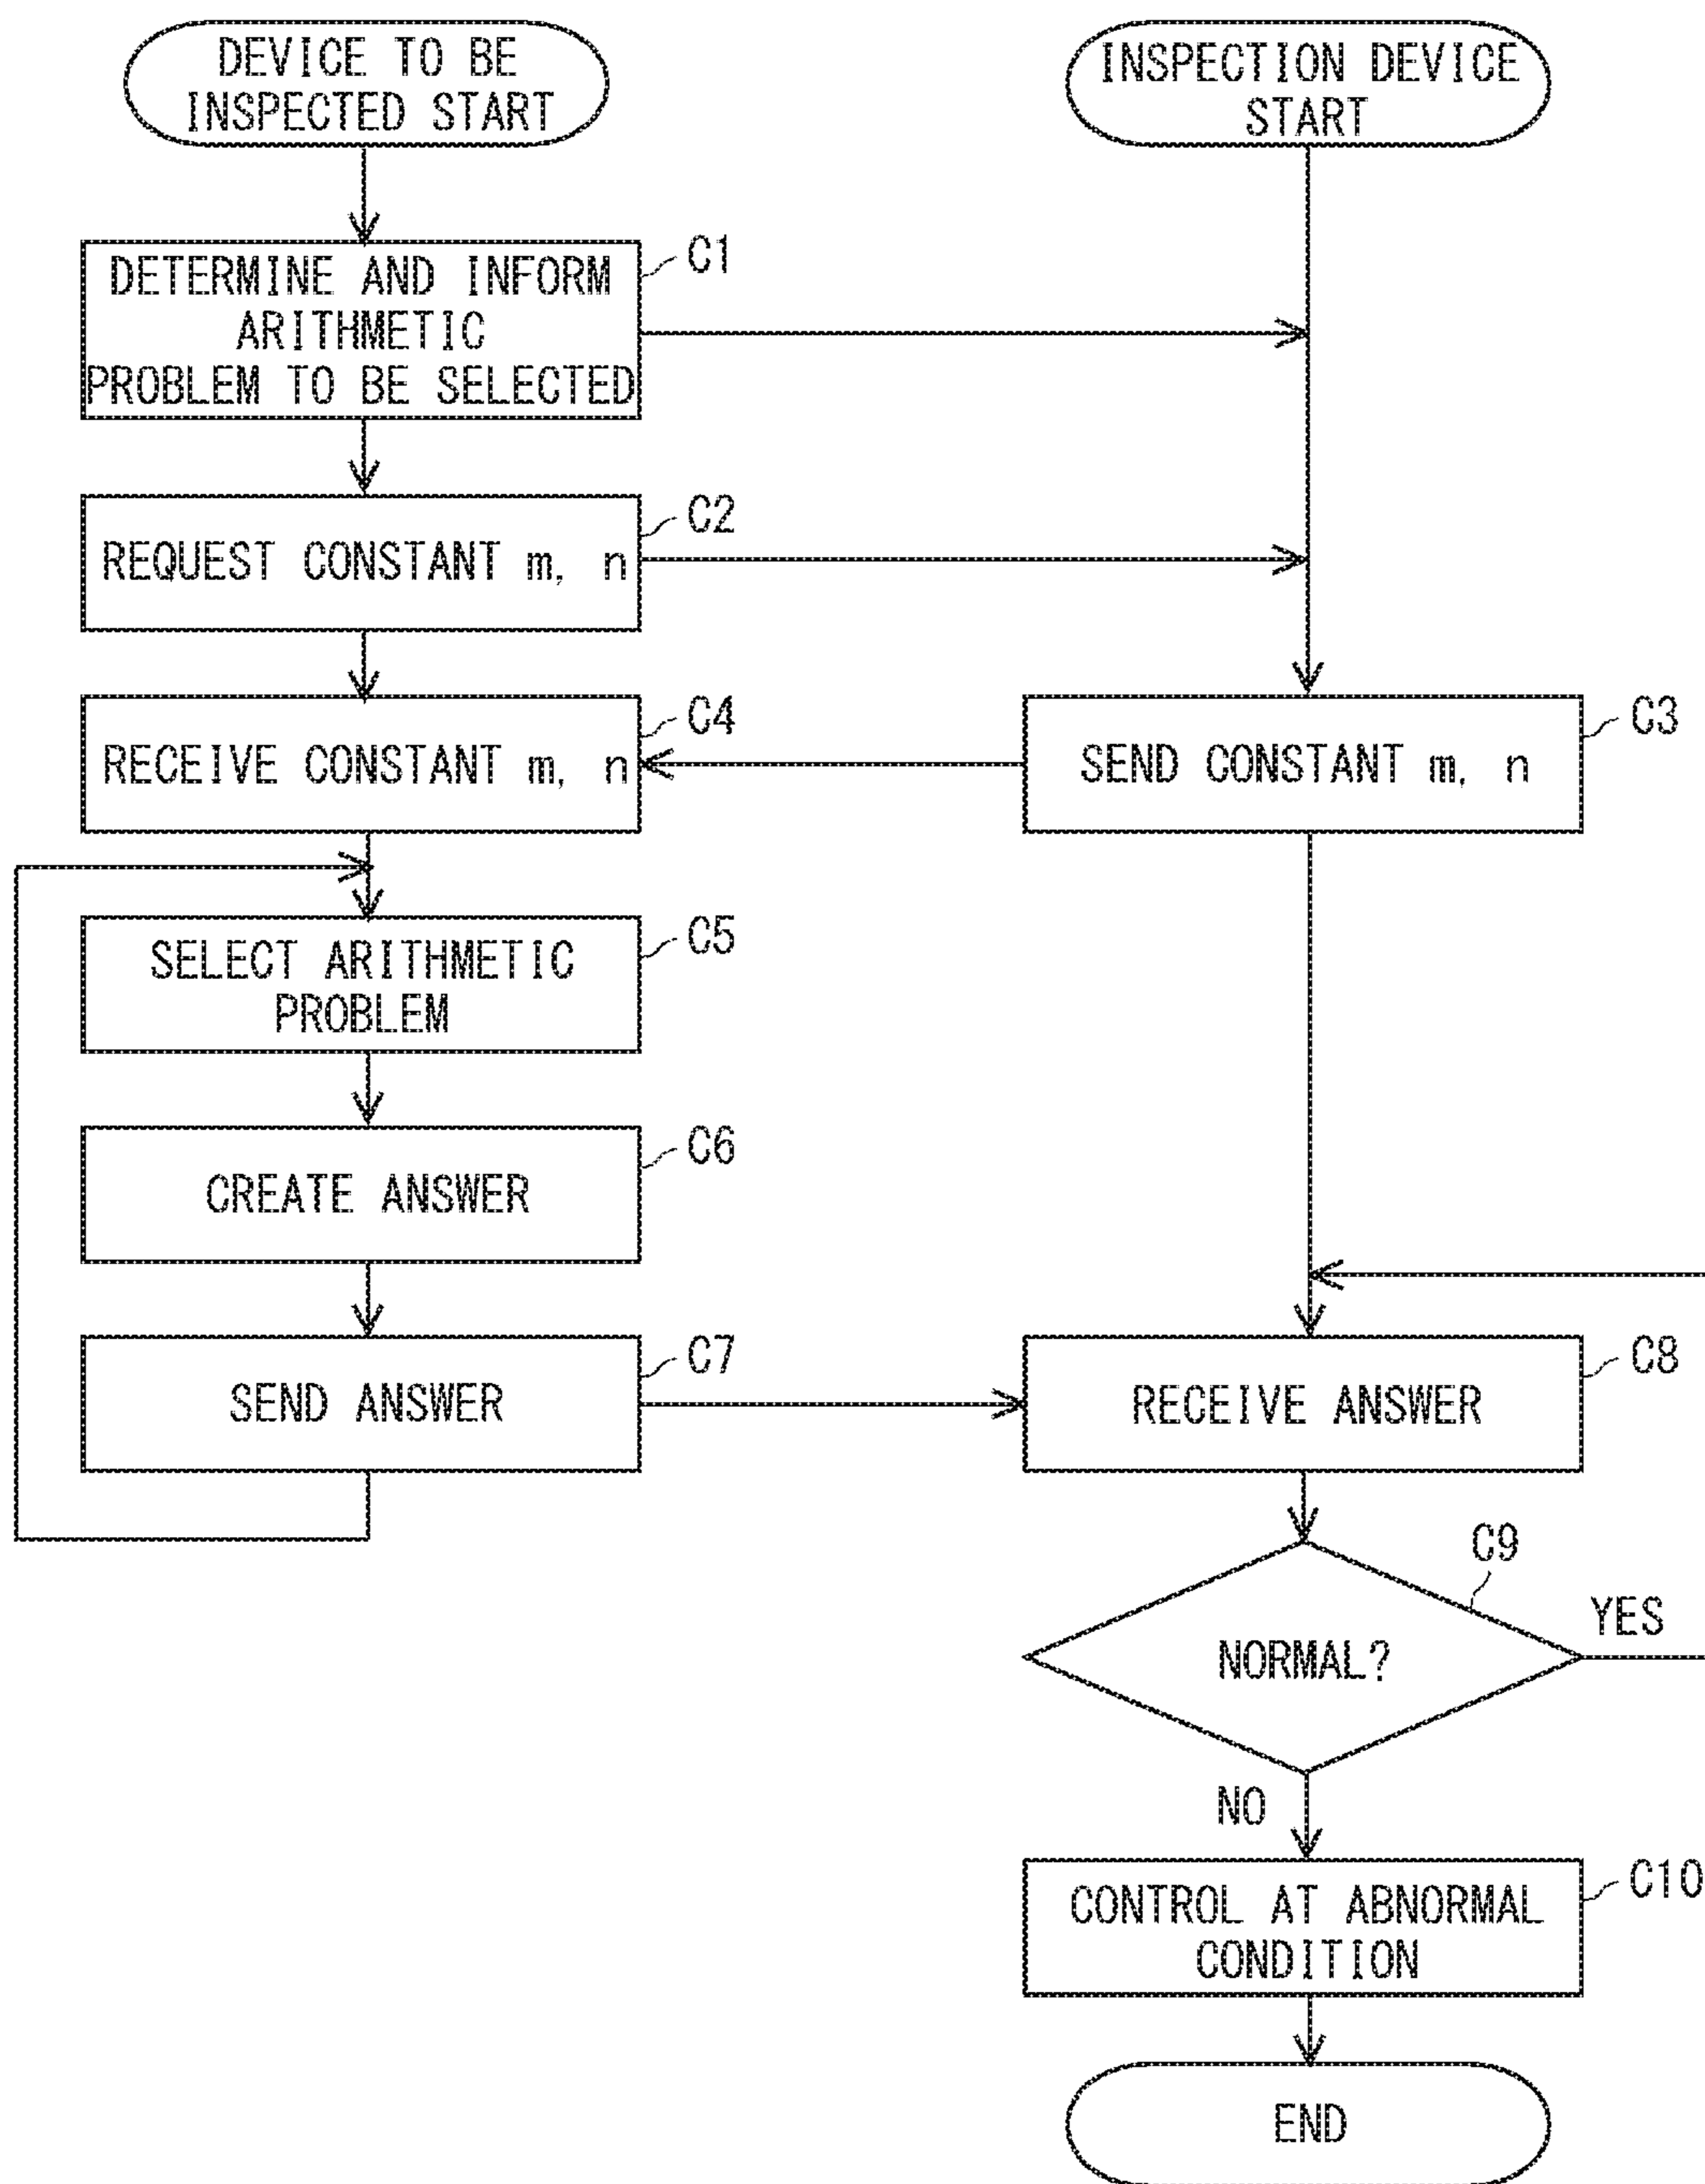 DEVICE TO BE
INSPECTED START
INSPECTION DEVICE
START
DETERMINE AND INFORM
ARITHMETIC
PROBLEM TO BE SELECTED
C1
REQUEST CONSTANT m, n
C2
RECEIVE CONSTANT m, n
C4
SEND CONSTANT m, n
C3
SELECT ARITHMETIC
PROBLEM
C5
CREATE ANSWER
C6
SEND ANSWER
C7
RECEIVE ANSWER
C8
NORMAL?
C9
YES
NO
CONTROL AT ABNORMAL
CONDITION
C10
END